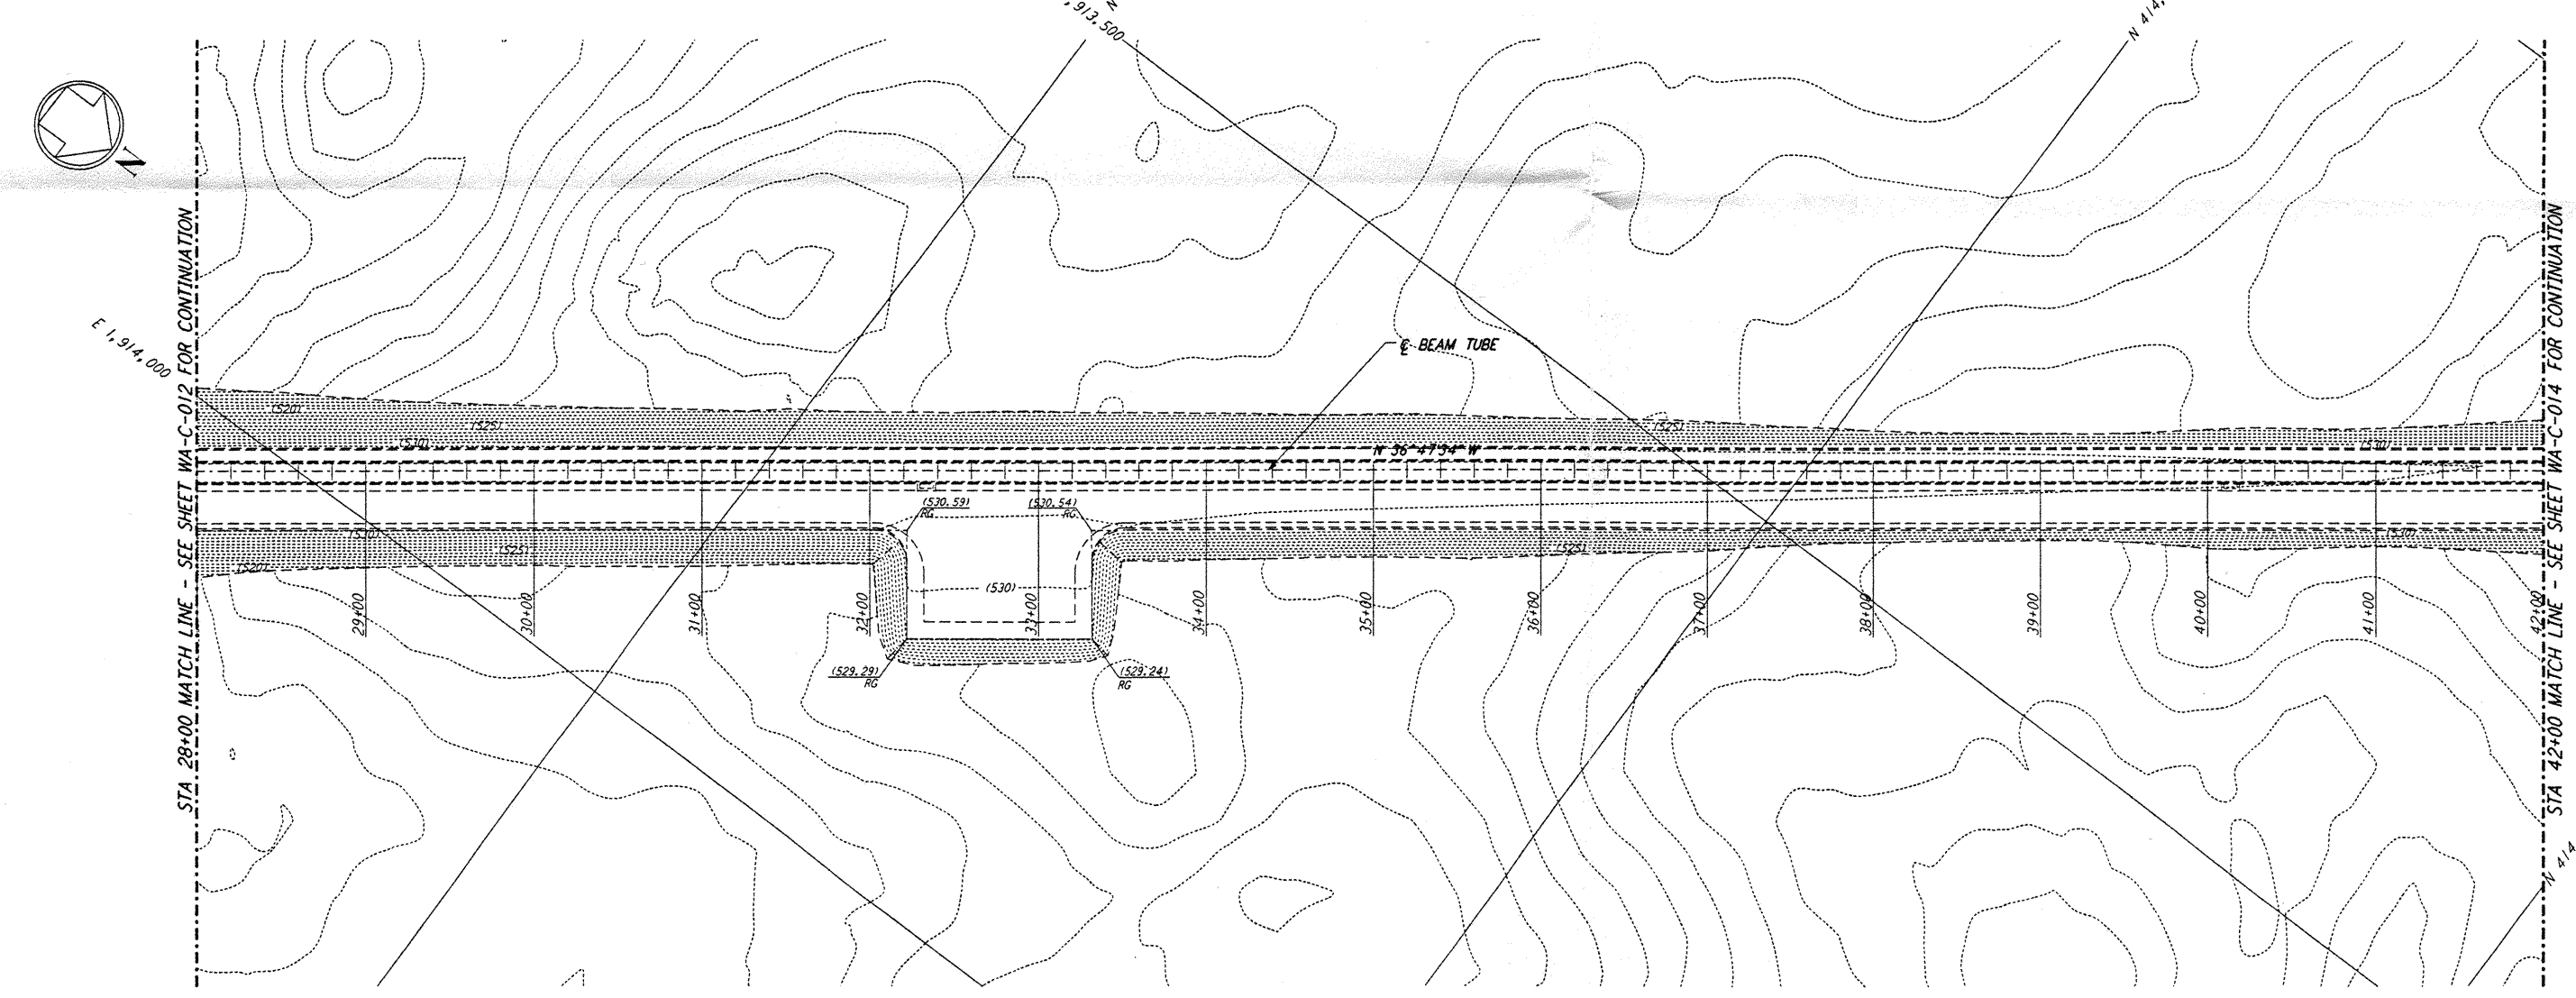 ,913,500
N 414,
N
E 1,914,000
STA 28+00 MATCH LINE - SEE SHEET WA-C-012 FOR CONTINUATION
STA 42+00 MATCH LINE - SEE SHEET WA-C-014 FOR CONTINUATION
℄ BEAM TUBE
(520)
(525)
(530)
(525)
(530)
N 36°47'34" W
(530.59)
RG
(530.54)
RG
(530)
(525)
(520)
(525)
(530)
(530)
29+00
30+00
31+00
32+00
33+00
34+00
35+00
36+00
37+00
38+00
39+00
40+00
41+00
42+00
(529.29)
RG
(529.24)
RG
N 414